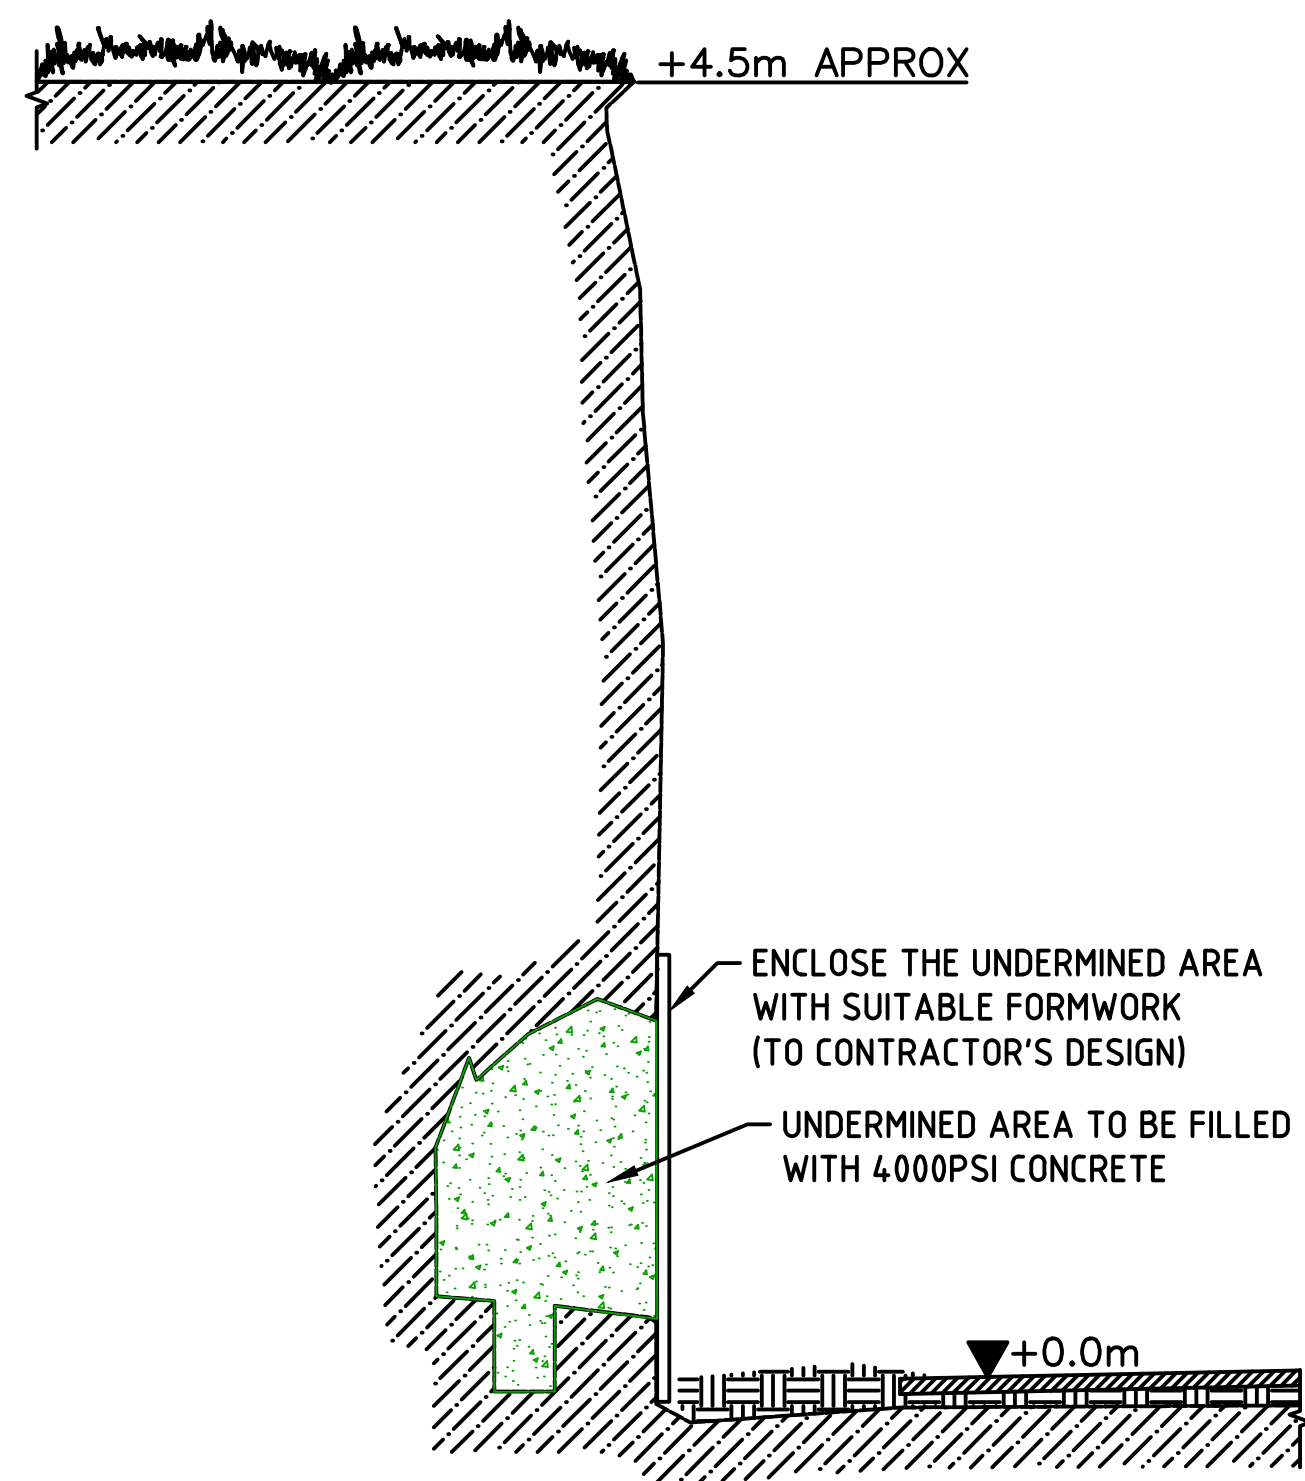 +4.5m APPROX
ENCLOSE THE UNDERMINED AREA
WITH SUITABLE FORMWORK
(TO CONTRACTOR'S DESIGN)
UNDERMINED AREA TO BE FILLED
WITH 4000PSI CONCRETE
+0.0m